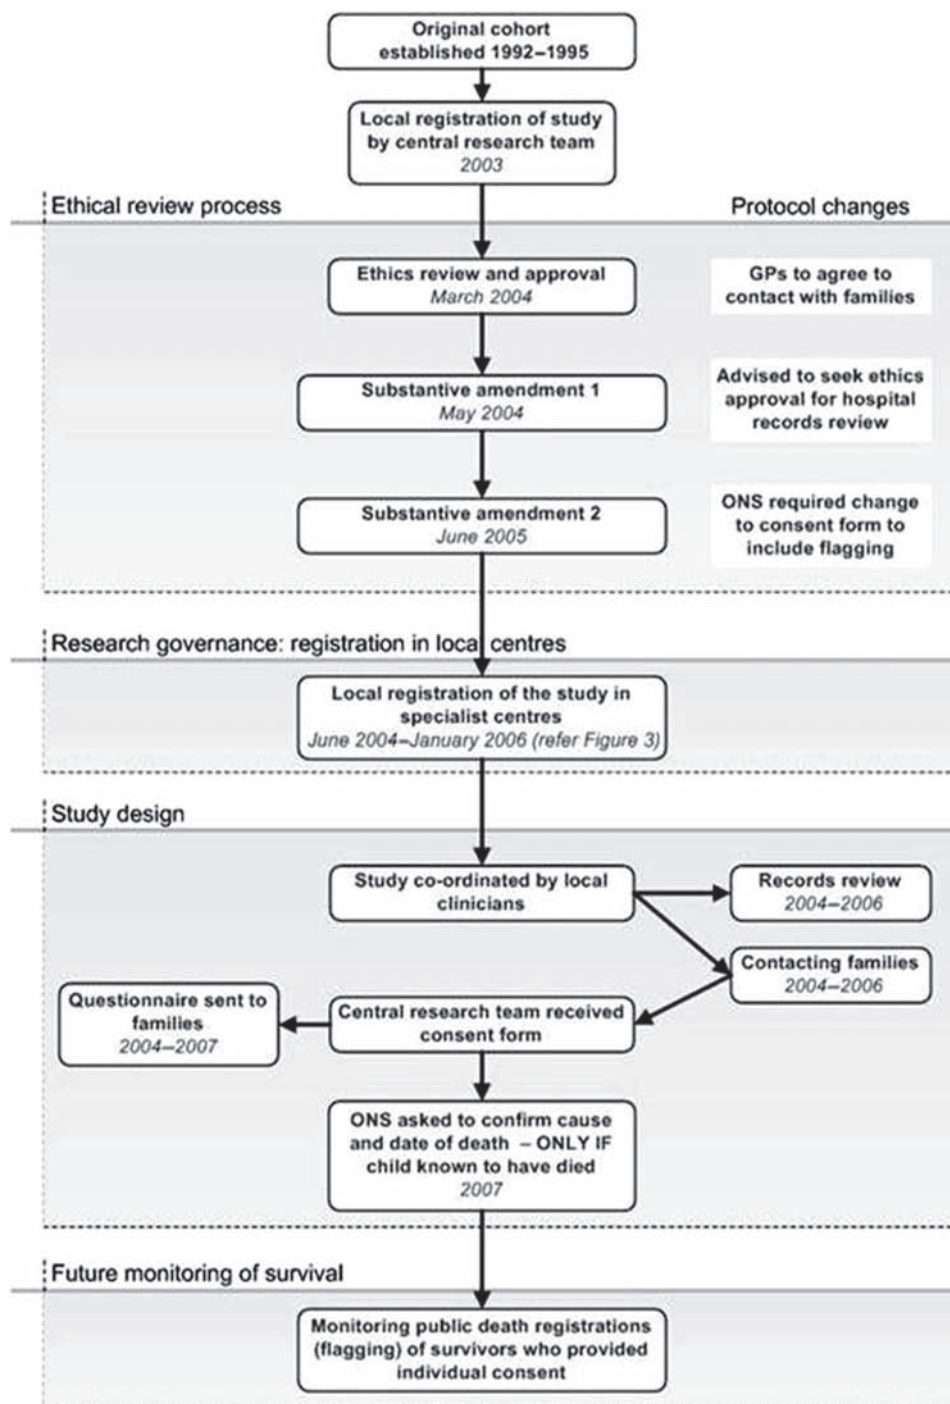 Original cohort
established 1992–1995
Local registration of study
by central research team
2003
Ethical review process
Protocol changes
Ethics review and approval
March 2004
GPs to agree to
contact with families
Substantive amendment 1
May 2004
Advised to seek ethics
approval for hospital
records review
Substantive amendment 2
June 2005
ONS required change
to consent form to
include flagging
Research governance: registration in local centres
Local registration of the study in
specialist centres
June 2004–January 2006 (refer Figure 3)
Study design
Study co-ordinated by local
clinicians
Records review
2004–2006
Contacting families
2004–2006
Central research team received
consent form
Questionnaire sent to
families
2004–2007
ONS asked to confirm cause
and date of death – ONLY IF
child known to have died
2007
Future monitoring of survival
Monitoring public death registrations
(flagging) of survivors who provided
individual consent